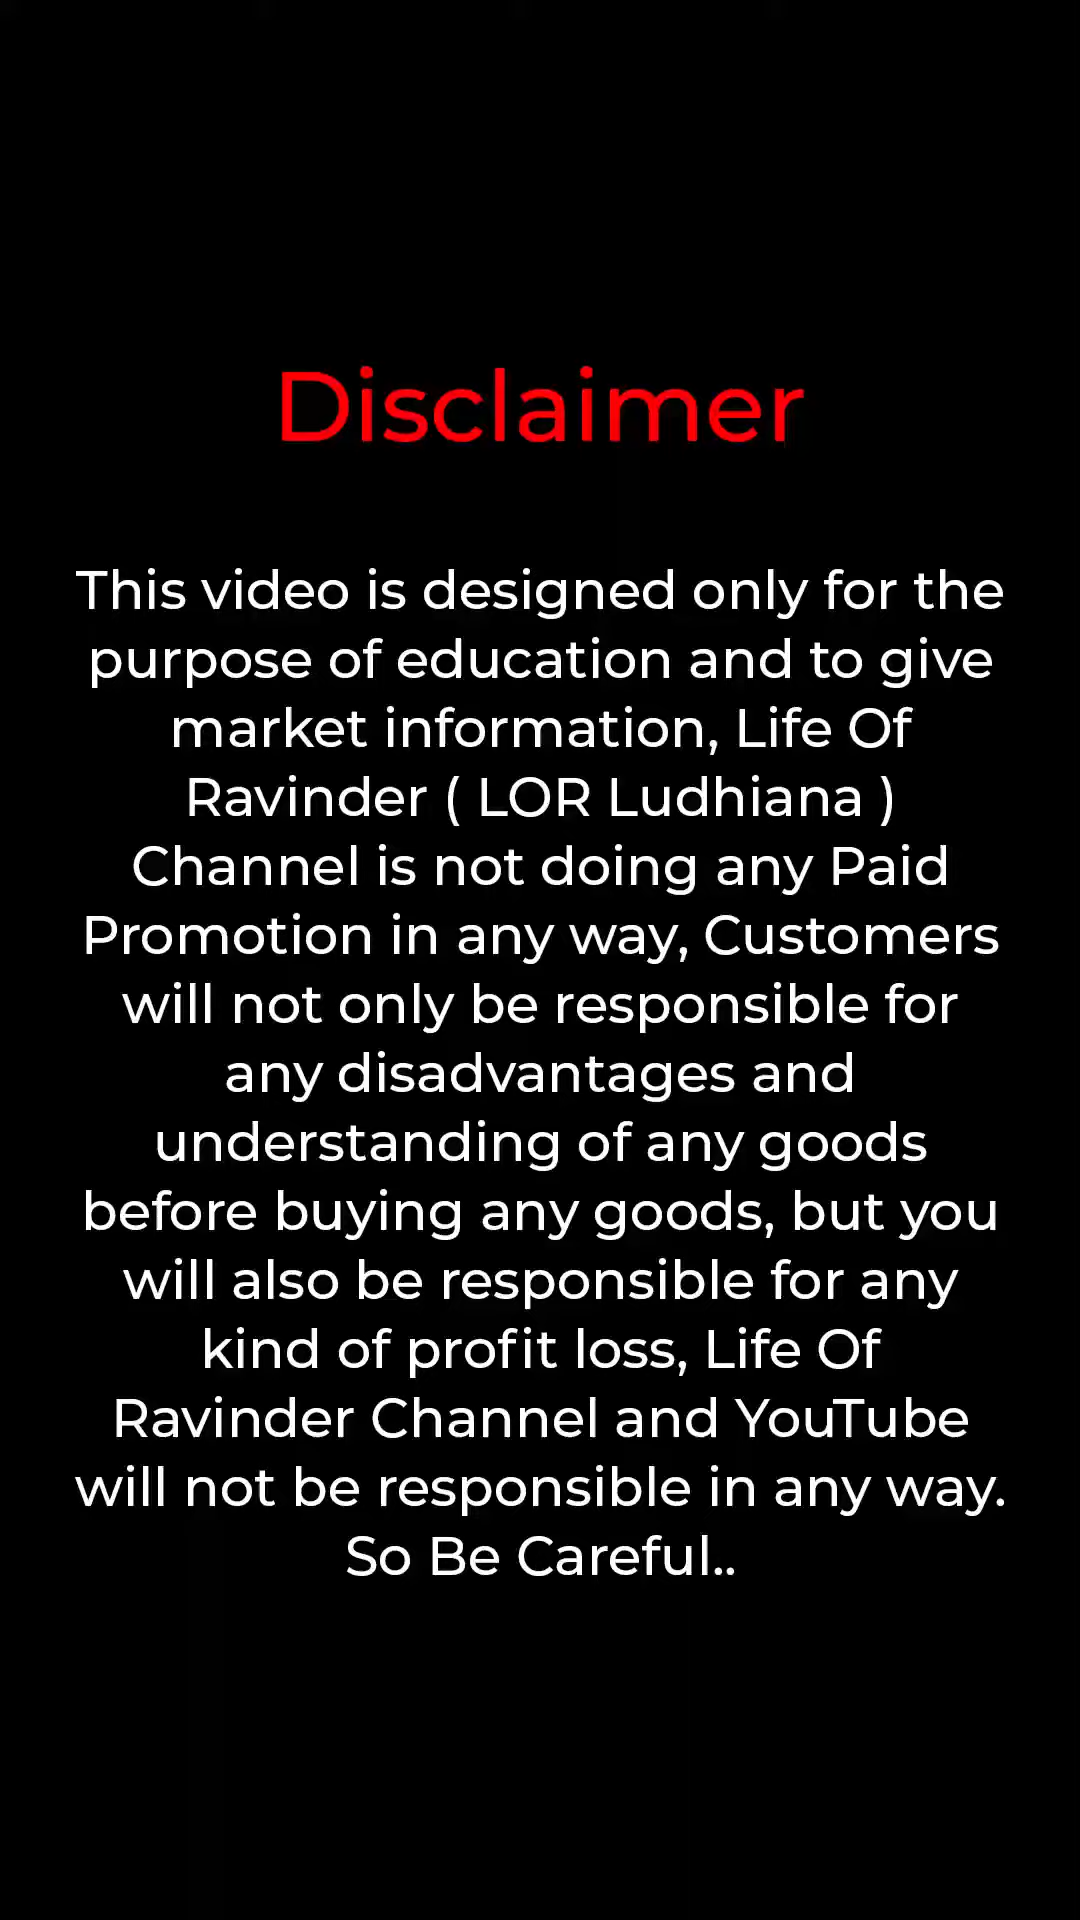 Disclaimer
This video is designed only for the
purpose of education and to give
market information, Life Of
Ravinder ( LOR Ludhiana )
Channel is not doing any Paid
Promotion in any way, Customers
will not only be responsible for
any disadvantages and
understanding of any goods
before buying any goods, but you
will also be responsible for any
kind of profit loss, Life Of
Ravinder Channel and YouTube
will not be responsible in any way.
So Be Careful..